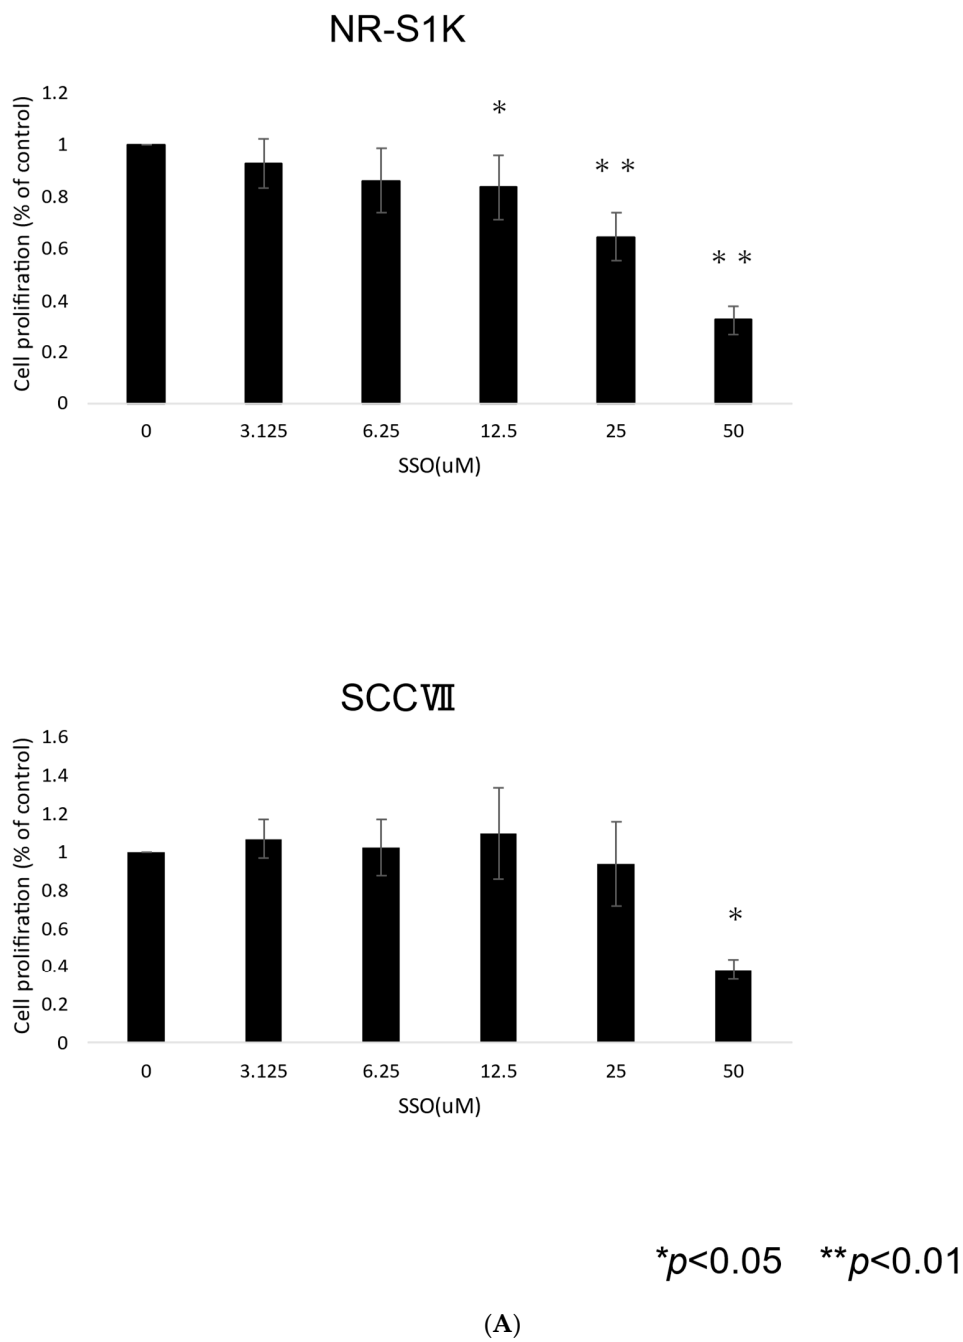 NR-S1K
Cell prolifiration (% of control)
1.2
1
0.8
0.6
0.4
0.2
0
*
* *
* *
0 3.125 6.25 12.5 25 50
SSO(uM)
SCCⅦ
Cell prolifiration (% of control)
1.6
1.4
1.2
1
0.8
0.6
0.4
0.2
0
*
0 3.125 6.25 12.5 25 50
SSO(uM)
*p<0.05 **p<0.01
(A)